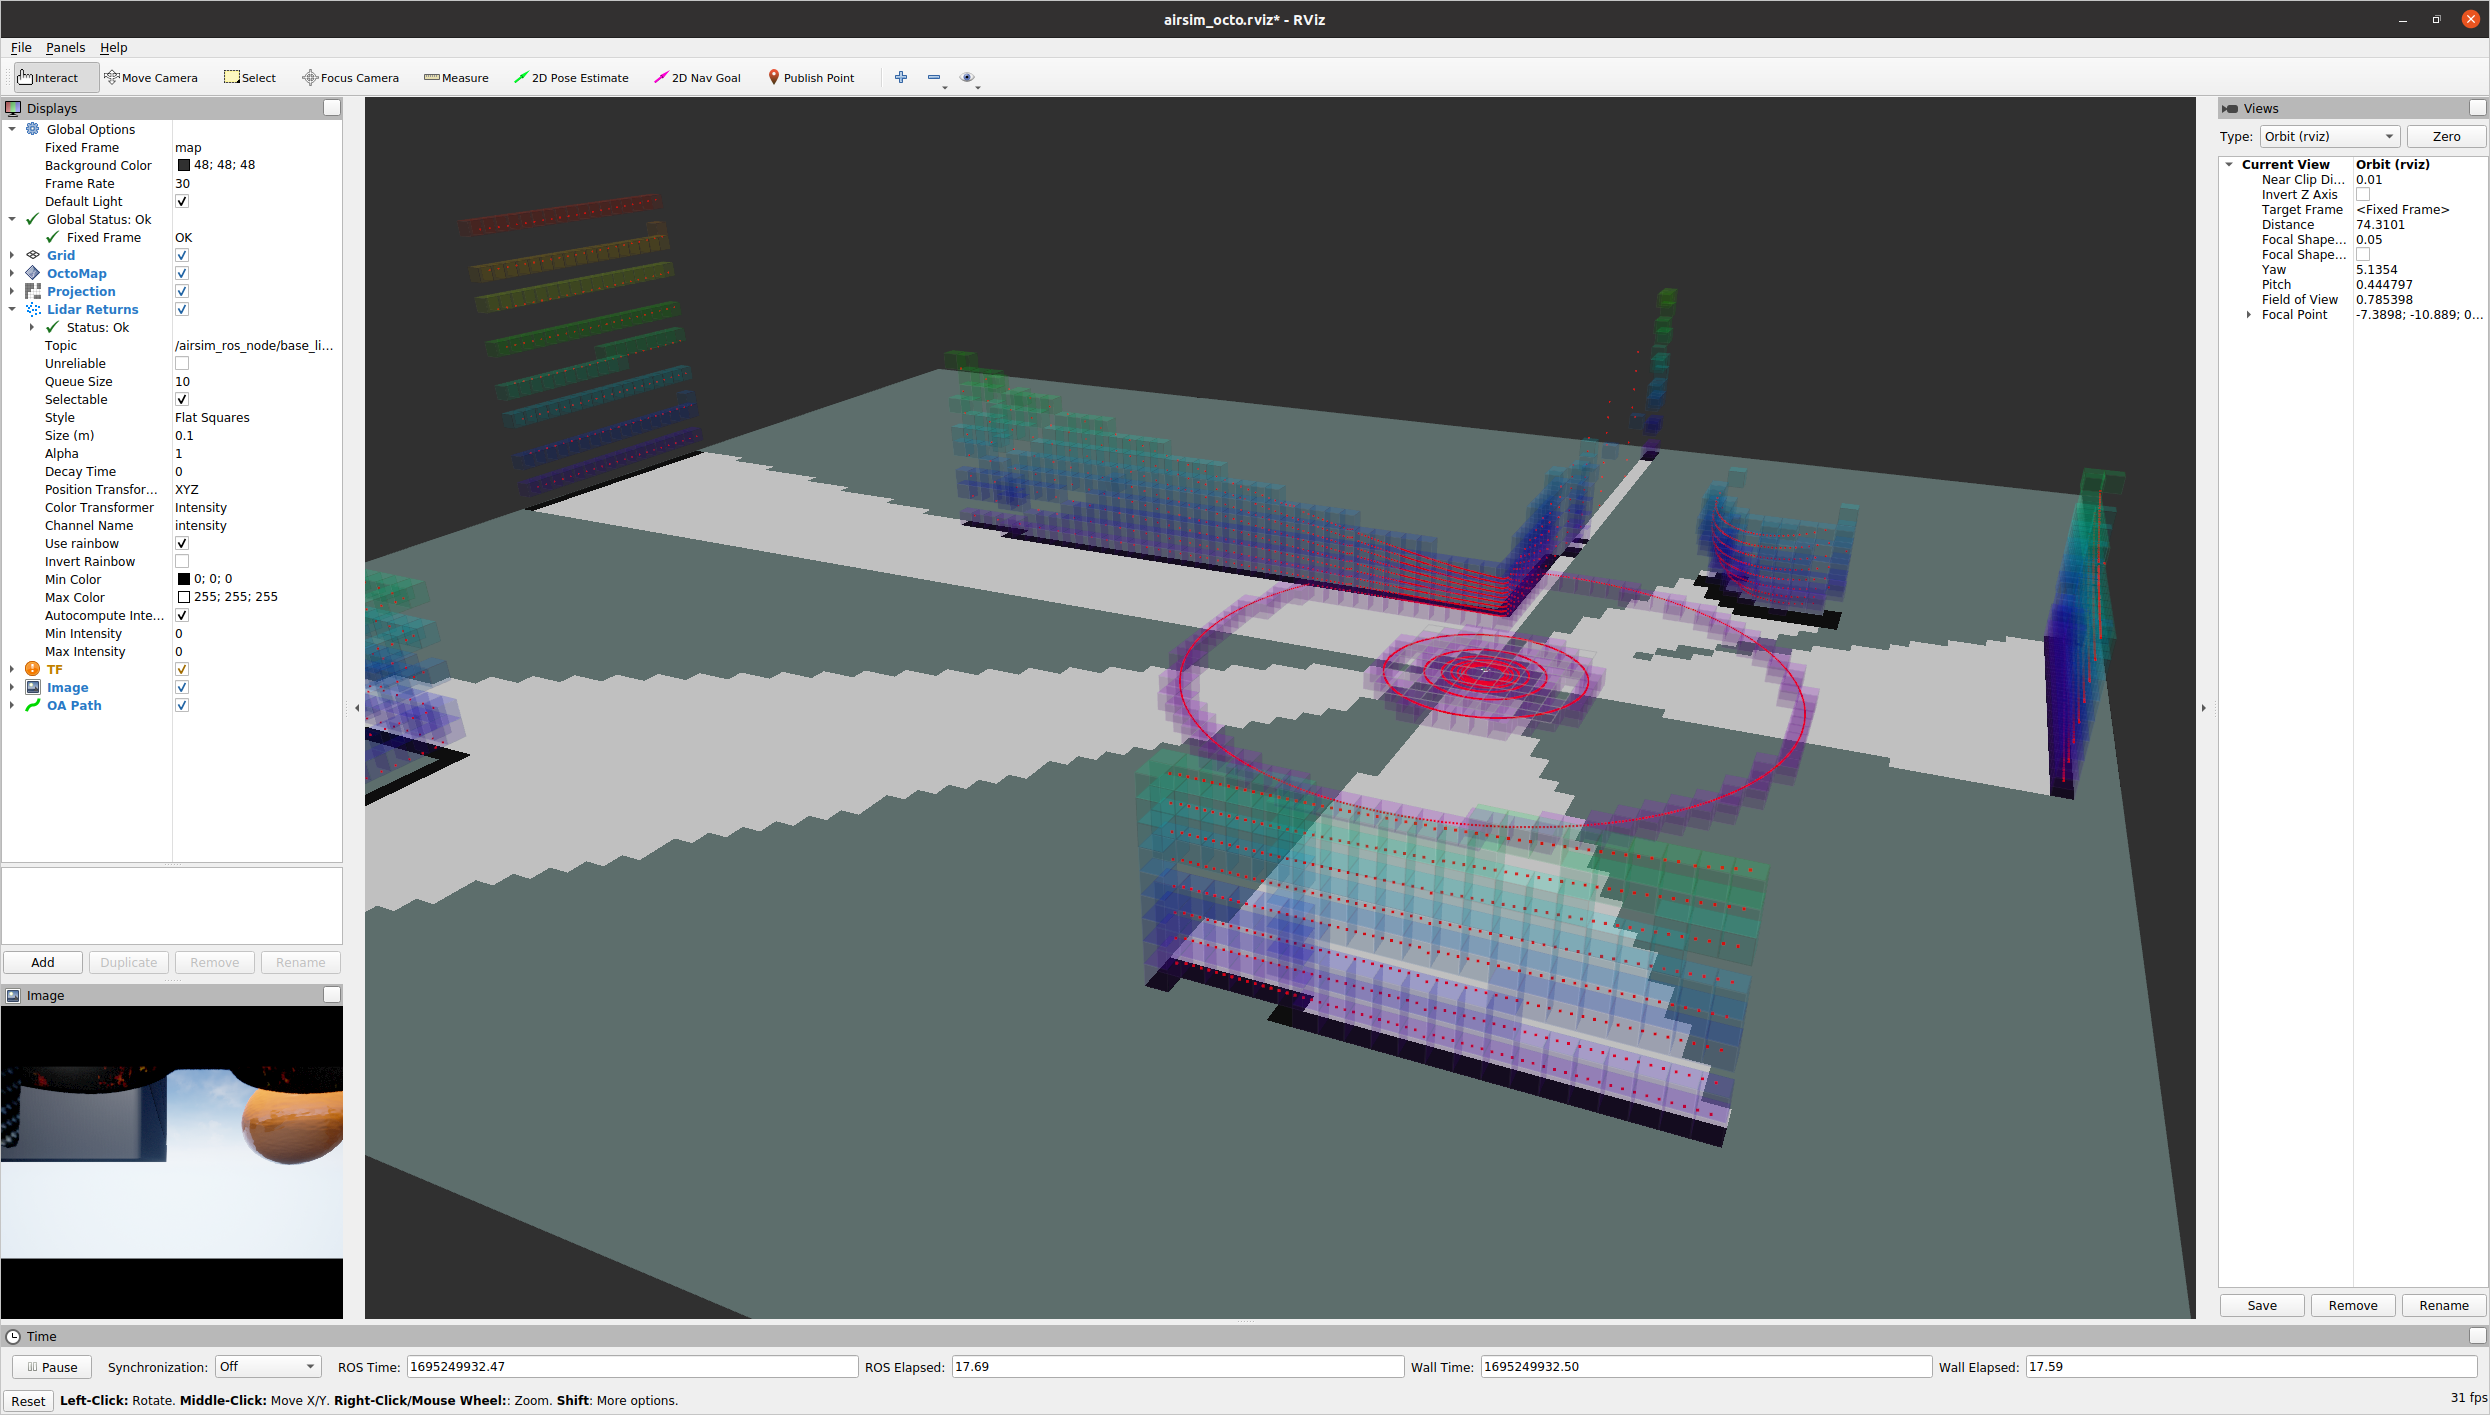 airsim_octo.rviz* - RViz
File Panels Help
Interact Move Camera Select Focus Camera Measure 2D Pose Estimate 2D Nav Goal Publish Point
Displays
Global Options
Fixed Frame map
Background Color 48; 48; 48
Frame Rate 30
Default Light
Global Status: Ok
Fixed Frame OK
Grid
OctoMap
Projection
Lidar Returns
Status: Ok
Topic /airsim_ros_node/base_li...
Unreliable
Queue Size 10
Selectable
Style Flat Squares
Size (m) 0.1
Alpha 1
Decay Time 0
Position Transfor... XYZ
Color Transformer Intensity
Channel Name intensity
Use rainbow
Invert Rainbow
Min Color 0; 0; 0
Max Color 255; 255; 255
Autocompute Inte...
Min Intensity 0
Max Intensity 0
TF
Image
OA Path
Add Duplicate Remove Rename
Image
Views
Type: Orbit (rviz) Zero
Current View Orbit (rviz)
Near Clip Di... 0.01
Invert Z Axis
Target Frame <Fixed Frame>
Distance 74.3101
Focal Shape... 0.05
Focal Shape...
Yaw 5.1354
Pitch 0.444797
Field of View 0.785398
Focal Point -7.3898; -10.889; 0...
Save Remove Rename
Time
Pause Synchronization: Off ROS Time: 1695249932.47 ROS Elapsed: 17.69 Wall Time: 1695249932.50 Wall Elapsed: 17.59
Reset Left-Click: Rotate. Middle-Click: Move X/Y. Right-Click/Mouse Wheel:: Zoom. Shift: More options. 31 fps